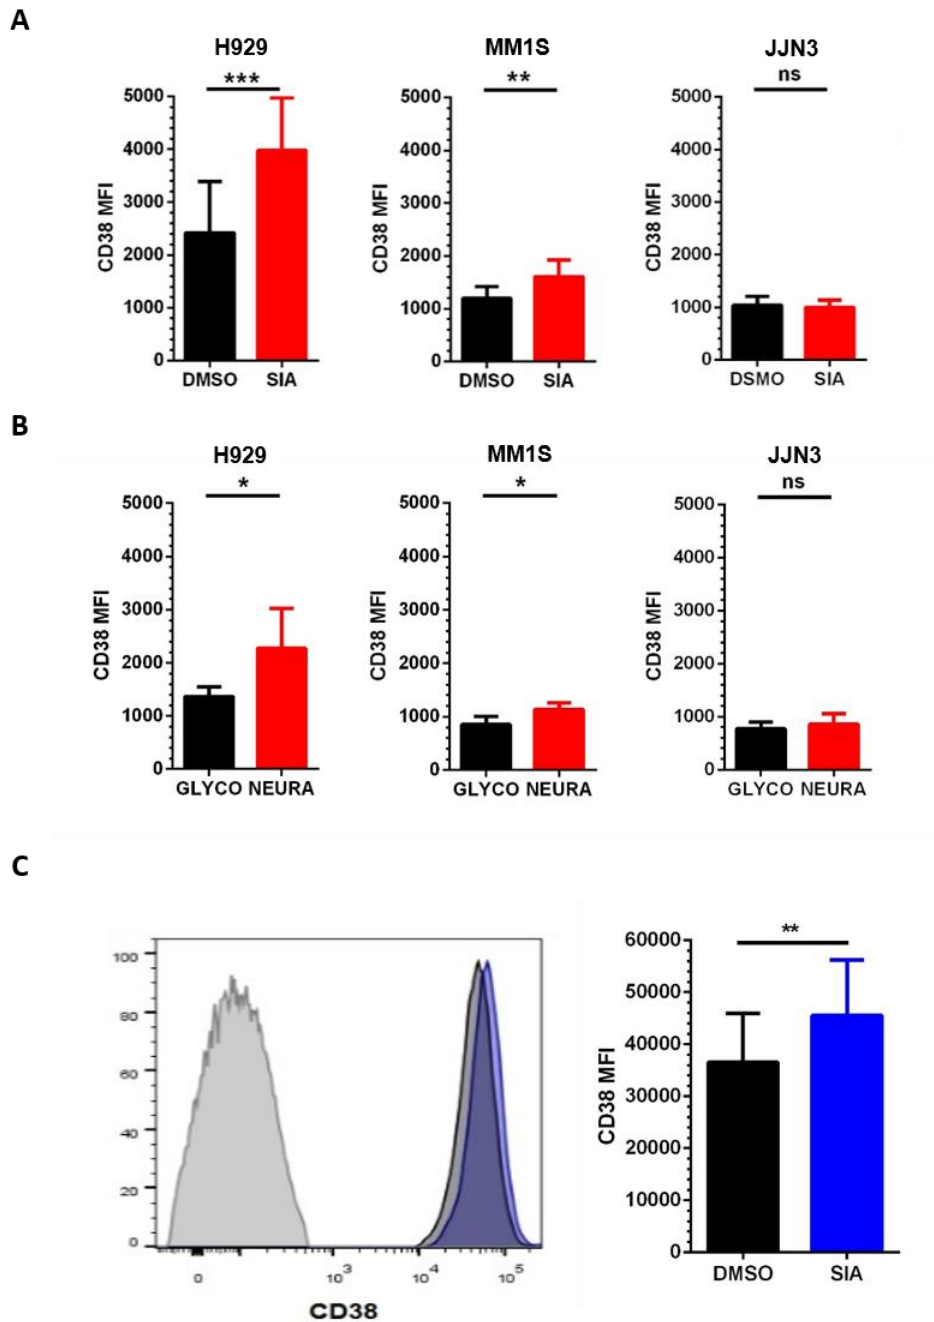 A
H929
MM1S
JJN3
***
**
ns
5000
4000
3000
2000
1000
0
CD38 MFI
DMSO SIA
5000
4000
3000
2000
1000
0
CD38 MFI
DMSO SIA
5000
4000
3000
2000
1000
0
CD38 MFI
DSMO SIA
B
H929
MM1S
JJN3
*
*
ns
5000
4000
3000
2000
1000
0
CD38 MFI
GLYCO NEURA
5000
4000
3000
2000
1000
0
CD38 MFI
GLYCO NEURA
5000
4000
3000
2000
1000
0
CD38 MFI
GLYCO NEURA
C
100
80
60
40
20
0
0 10³ 10⁴ 10⁵
CD38
**
60000
50000
40000
30000
20000
10000
0
CD38 MFI
DMSO SIA